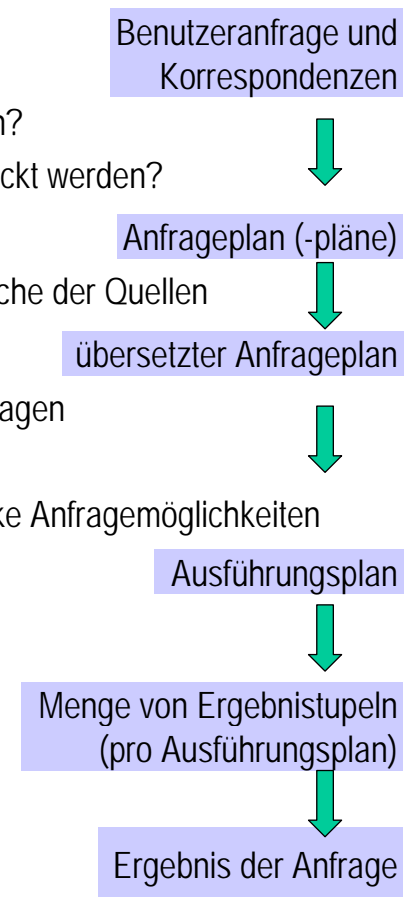 Benutzeranfrage und
Korrespondenzen
n?
ckt werden?
Anfrageplan (-pläne)
che der Quellen
übersetzter Anfrageplan
agen
ke Anfragemöglichkeiten
Ausführungsplan
Menge von Ergebnistupeln
(pro Ausführungsplan)
Ergebnis der Anfrage